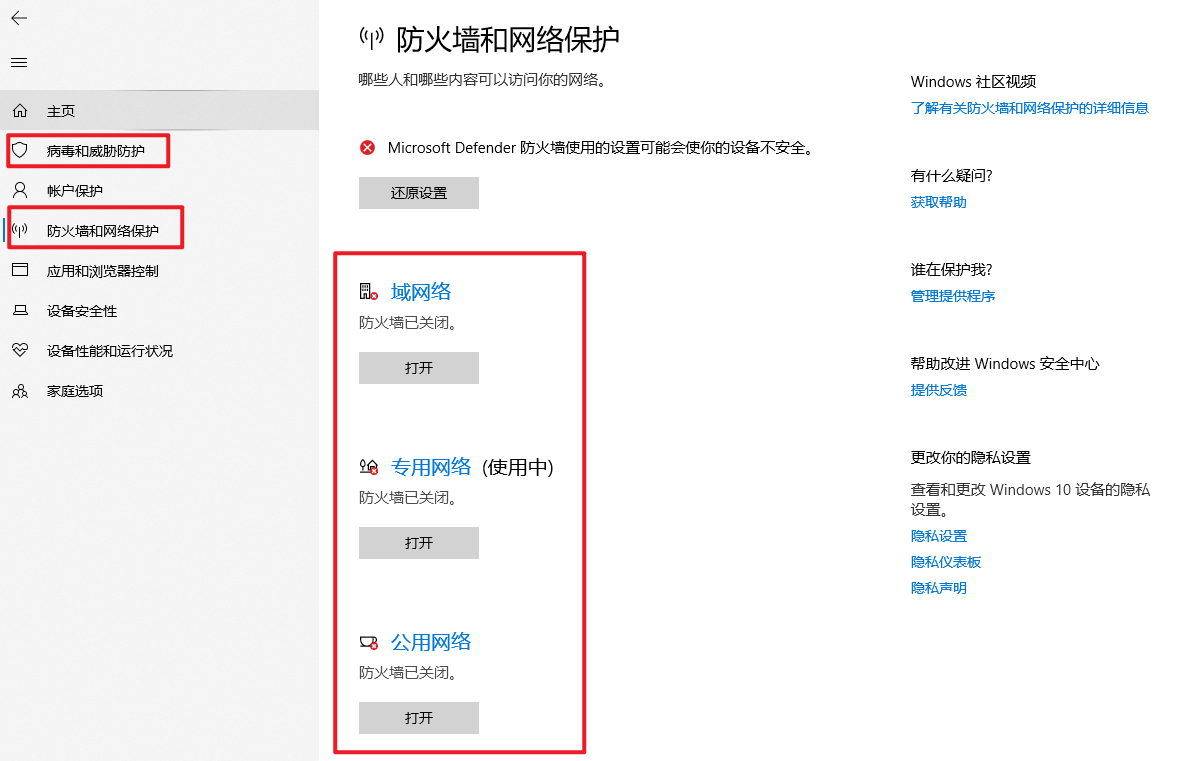 主页
病毒和威胁防护
帐户保护
防火墙和网络保护
应用和浏览器控制
设备安全性
设备性能和运行状况
家庭选项
防火墙和网络保护
哪些人和哪些内容可以访问你的网络。
Microsoft Defender 防火墙使用的设置可能会使你的设备不安全。
还原设置
域网络
防火墙已关闭。
打开
专用网络 (使用中)
防火墙已关闭。
打开
公用网络
防火墙已关闭。
打开
Windows 社区视频
了解有关防火墙和网络保护的详细信息
有什么疑问?
获取帮助
谁在保护我?
管理提供程序
帮助改进 Windows 安全中心
提供反馈
更改你的隐私设置
查看和更改 Windows 10 设备的隐私
设置。
隐私设置
隐私仪表板
隐私声明